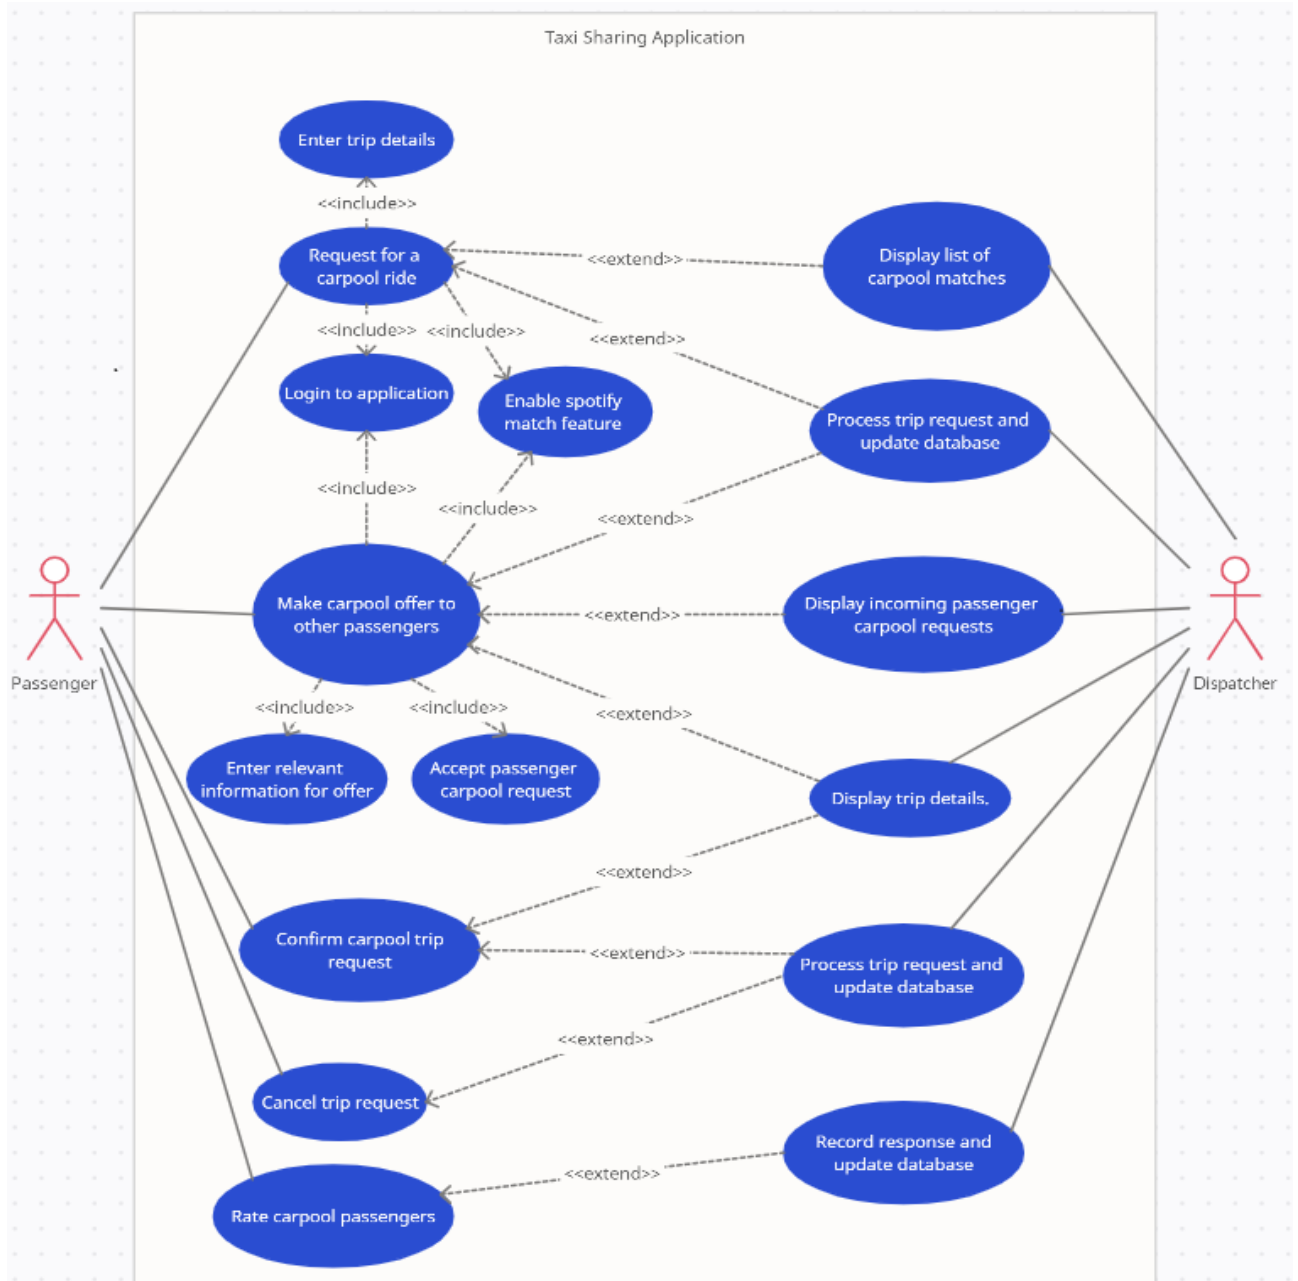 Taxi Sharing Application
Enter trip details
<<include>>
Request for a
carpool ride
<<extend>>
Display list of
carpool matches
<<include>>
<<include>>
<<extend>>
Login to application
Enable spotify
match feature
Process trip request and
update database
<<include>>
<<include>>
<<extend>>
Make carpool offer to
other passengers
<<extend>>
Display incoming passenger
carpool requests
Passenger
Dispatcher
<<include>>
<<include>>
<<extend>>
Enter relevant
information for offer
Accept passenger
carpool request
Display trip details.
<<extend>>
Confirm carpool trip
request
<<extend>>
Process trip request and
update database
<<extend>>
Cancel trip request
Record response and
update database
<<extend>>
Rate carpool passengers